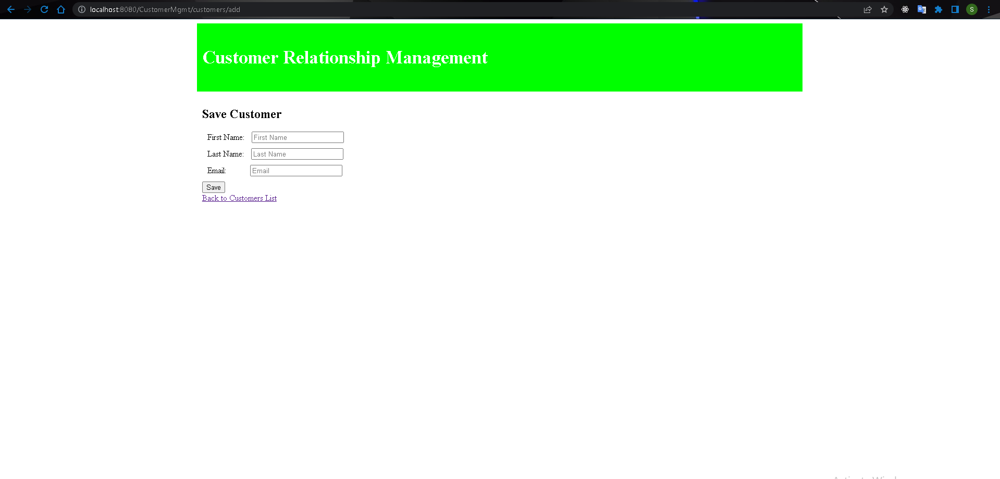 localhost:8080/CustomerMgmt/customers/add
S
Customer Relationship Management
Save Customer
First Name: First Name
Last Name: Last Name
Email: Email
Save
Back to Customers List